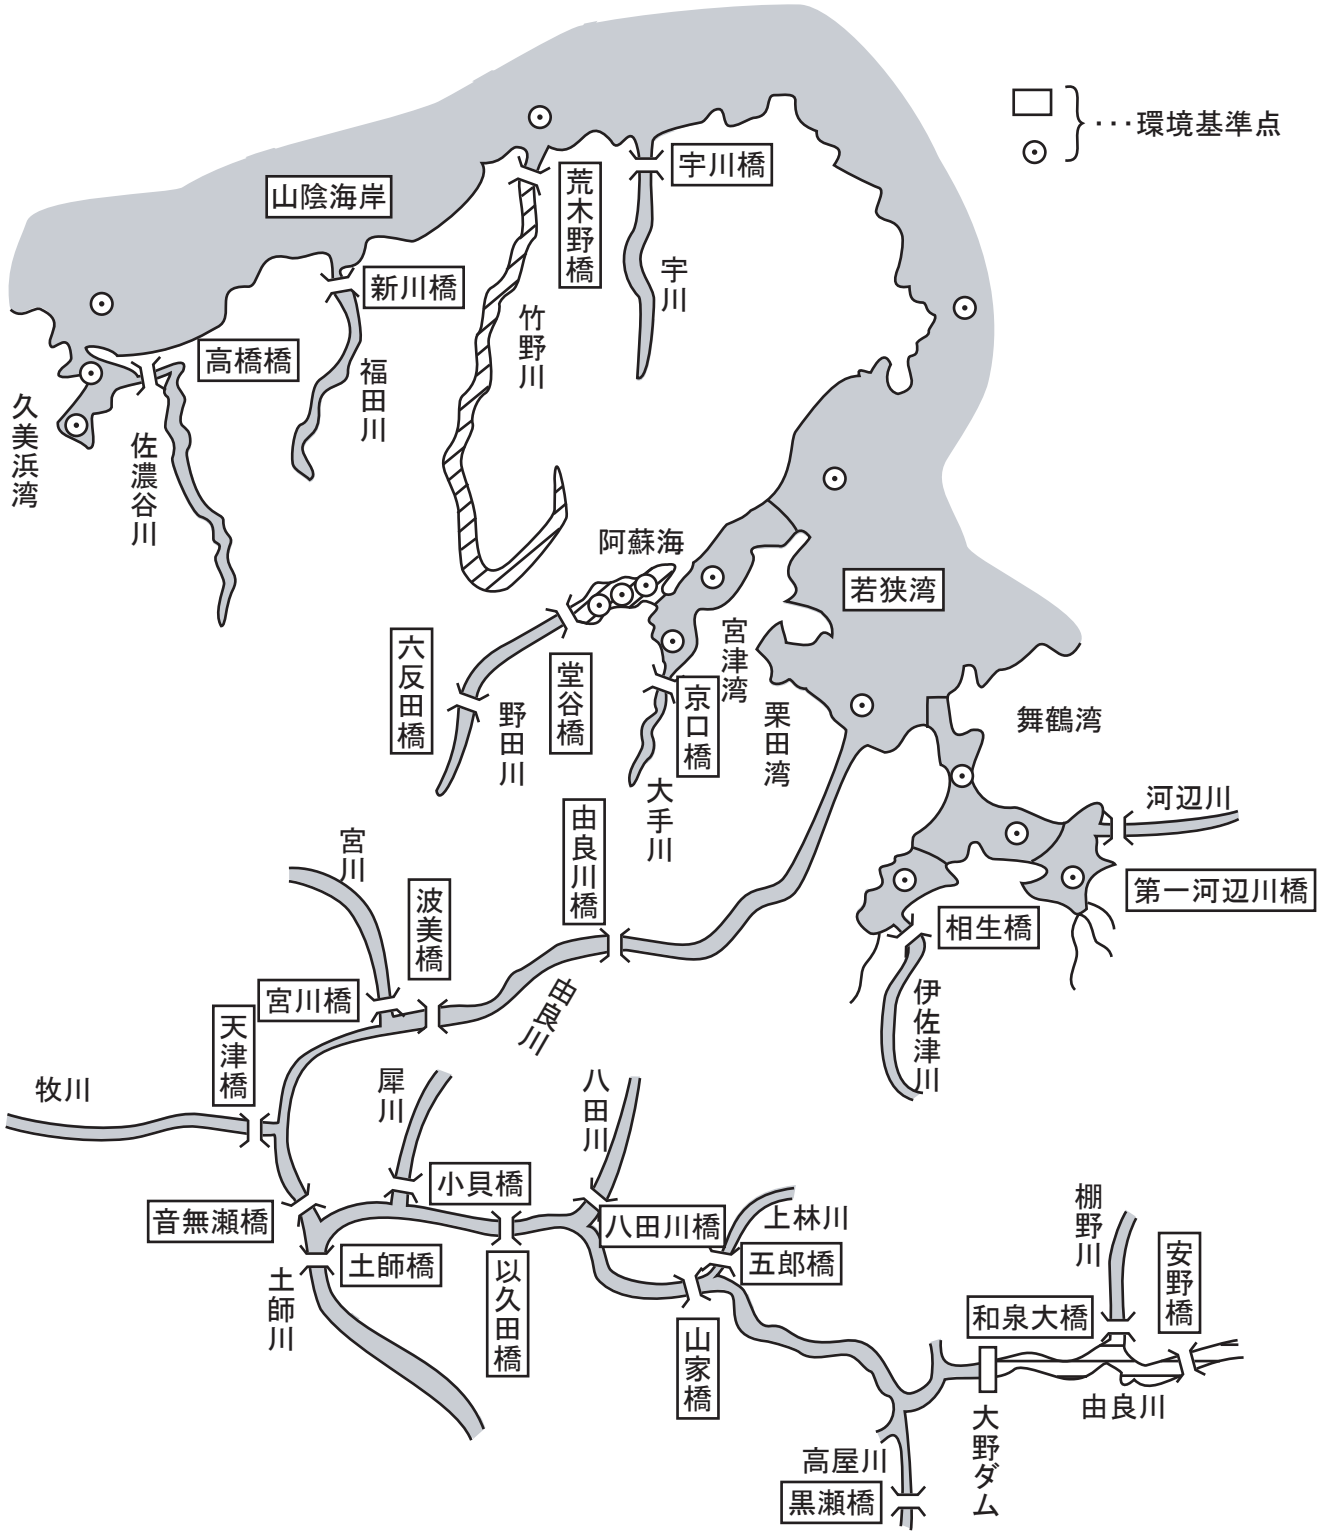 …環境基準点
山陰海岸
荒木野橋
宇川橋
宇川
新川橋
竹野川
高橋橋
福田川
久美浜湾
佐濃谷川
阿蘇海
若狭湾
宮津湾
六反田橋
堂谷橋
京口橋
野田川
栗田湾
舞鶴湾
大手川
河辺川
由良川橋
宮川
波美橋
第一河辺川橋
相生橋
宮川橋
由良川
伊佐津川
天津橋
牧川
犀川
八田川
小貝橋
音無瀬橋
八田川橋
上林川
棚野川
土師橋
五郎橋
安野橋
以久田橋
土師川
和泉大橋
山家橋
由良川
大野ダム
高屋川
黒瀬橋